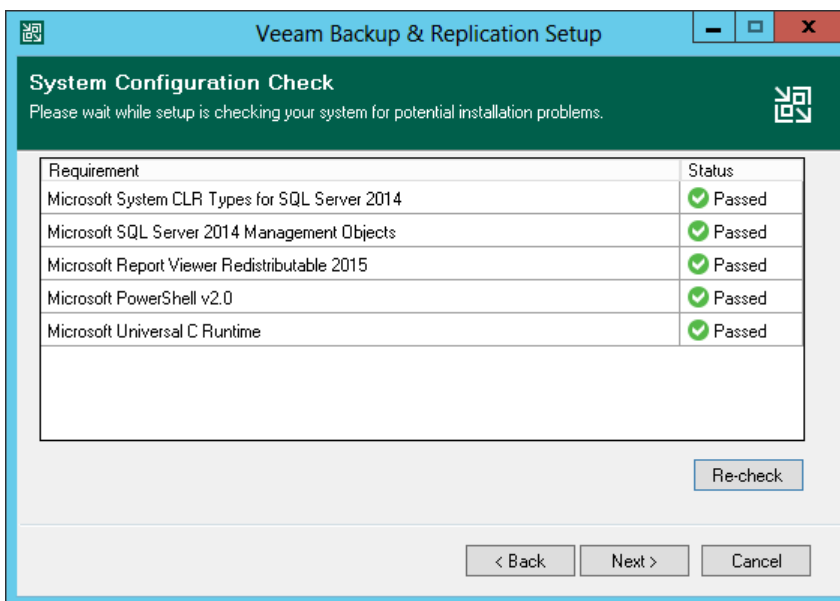 Veeam Backup & Replication Setup
System Configuration Check
Please wait while setup is checking your system for potential installation problems.
Requirement Status
Microsoft System CLR Types for SQL Server 2014 Passed
Microsoft SQL Server 2014 Management Objects Passed
Microsoft Report Viewer Redistributable 2015 Passed
Microsoft PowerShell v2.0 Passed
Microsoft Universal C Runtime Passed
Re-check
< Back Next > Cancel